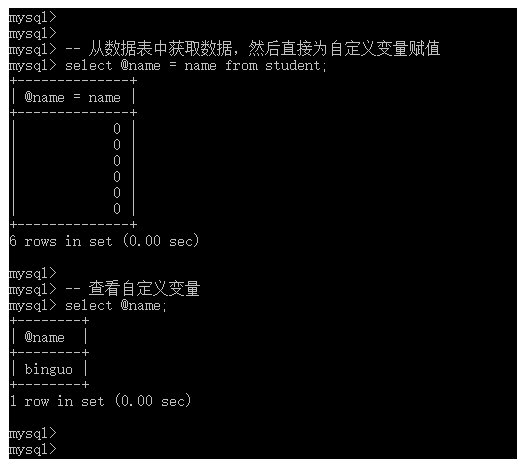 mysql>
mysql>
mysql> -- 从数据表中获取数据，然后直接为自定义变量赋值
mysql> select @name = name from student;
+--------------+
| @name = name |
+--------------+
|            0 |
|            0 |
|            0 |
|            0 |
|            0 |
|            0 |
+--------------+
6 rows in set (0.00 sec)

mysql>
mysql> -- 查看自定义变量
mysql> select @name;
+--------+
| @name  |
+--------+
| binguo |
+--------+
1 row in set (0.00 sec)

mysql>
mysql>